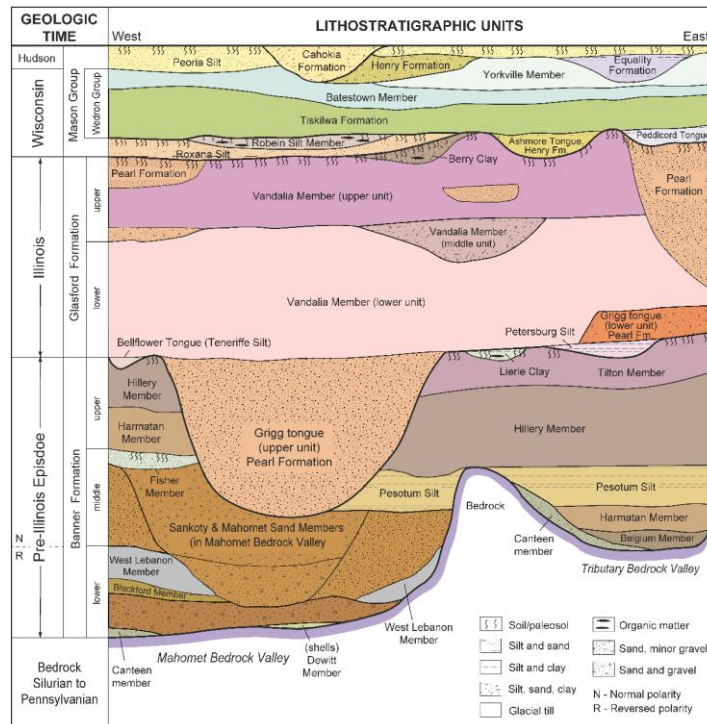 GEOLOGIC
TIME
LITHOSTRATIGRAPHIC UNITS
West
East
Hudson
Wisconsin
Illinois
Pre-Illinois Epsisdoe
N
R
Bedrock
Silurian to
Pennsylvanian
Mason Group
Wedron Group
Glasford Formation
upper
lower
Banner Formation
upper
middle
lower
Peoria Silt
Cahokia
Formation
Henry Formation
Yorkville Member
Equality
Formation
Batestown Member
Tiskilwa Formation
Robein Silt Member
Roxana Silt
Berry Clay
Ashmore Tongue,
Henry Fm.
Peddicord Tongue
Pearl Formation
Vandalia Member (upper unit)
Pearl
Formation
Vandalia
Member
(middle unit)
Vandalia Member (lower unit)
Grigg tongue
(lower unit)
Pearl Fm.
Petersburg Silt
Bellflower Tongue (Teneriffe Silt)
Lierle Clay
Tilton Member
Hillery
Member
Harmatan
Member
Hillery Member
Grigg tongue
(upper unit)
Pearl Formation
Fisher
Member
Pesotum Silt
Bedrock
Pesotum Silt
Sankoty & Mahomet Sand Members
(in Mahomet Bedrock Valley)
Canteen
member
Harmatan Member
Belgium Member
West Lebanon
Member
Blackford Member
Tributary Bedrock Valley
West Lebanon
Member
(shells)
Dewitt
Member
Canteen
member
Mahomet Bedrock Valley
Soil/paleosol
Silt and sand
Silt and clay
Silt, sand, clay
Glacial till
Organic matter
Sand, minor gravel
Sand and gravel
N - Normal polarity
R - Reversed polarity